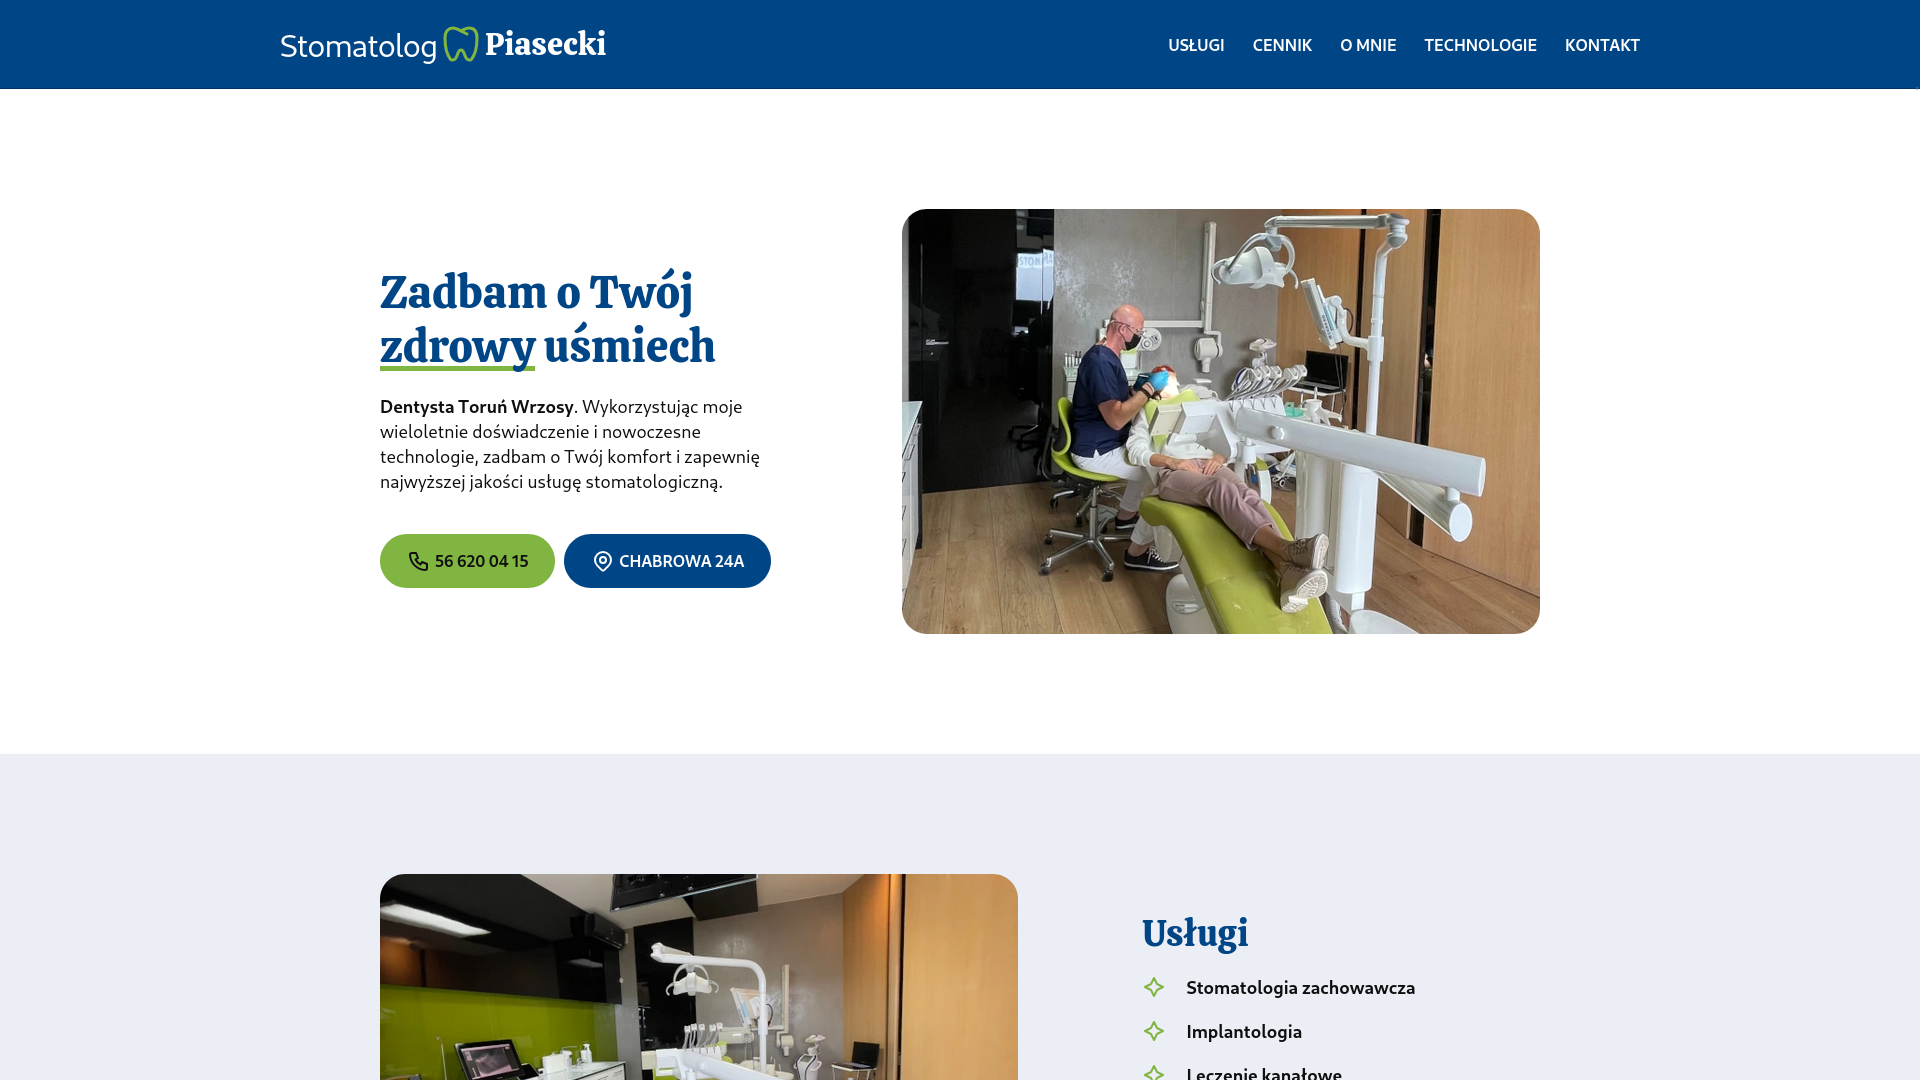 Stomatolog Piasecki
USŁUGI CENNIK O MNIE TECHNOLOGIE KONTAKT
Zadbam o Twój
zdrowy uśmiech
Dentysta Toruń Wrzosy. Wykorzystując moje
wieloletnie doświadczenie i nowoczesne
technologie, zadbam o Twój komfort i zapewnię
najwyższej jakości usługę stomatologiczną.
56 620 04 15
CHABROWA 24A
Usługi
Stomatologia zachowawcza
Implantologia
Leczenie kanałowe